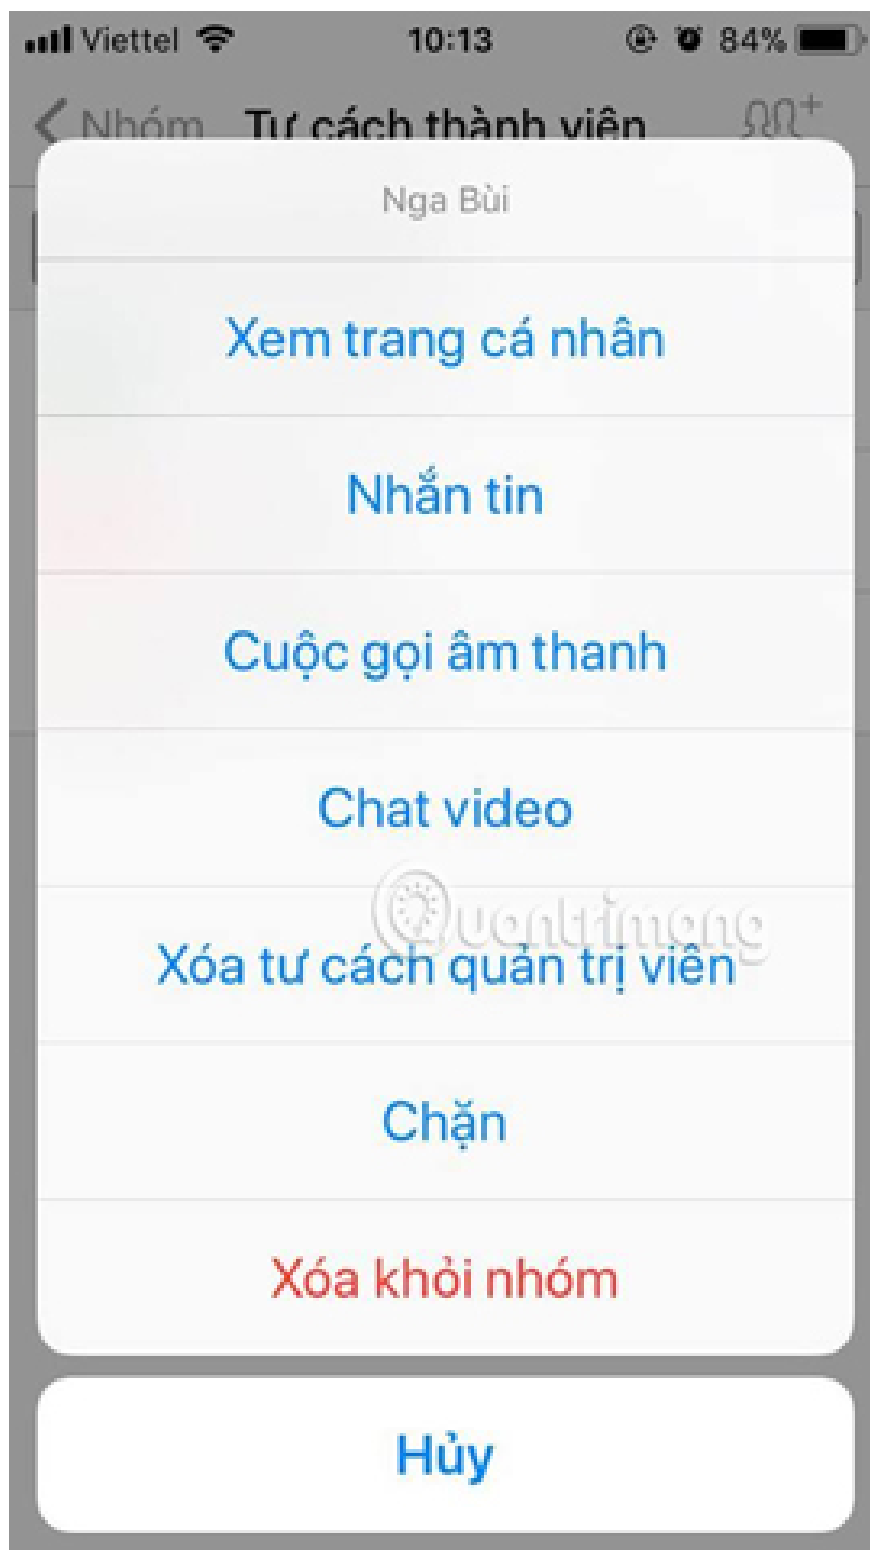 Viettel 10:13 84%
Nhóm Tư cách thành viên
Nga Bùi
Xem trang cá nhân
Nhắn tin
Cuộc gọi âm thanh
Chat video
Quantrimang
Xóa tư cách quản trị viên
Chặn
Xóa khỏi nhóm
Hủy